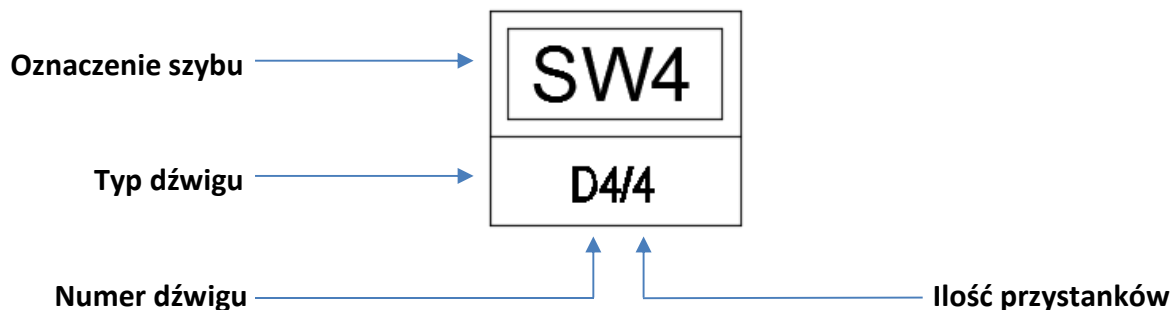 Oznaczenie szybu
SW4
Typ dźwigu
D4/4
Numer dźwigu
Ilość przystanków